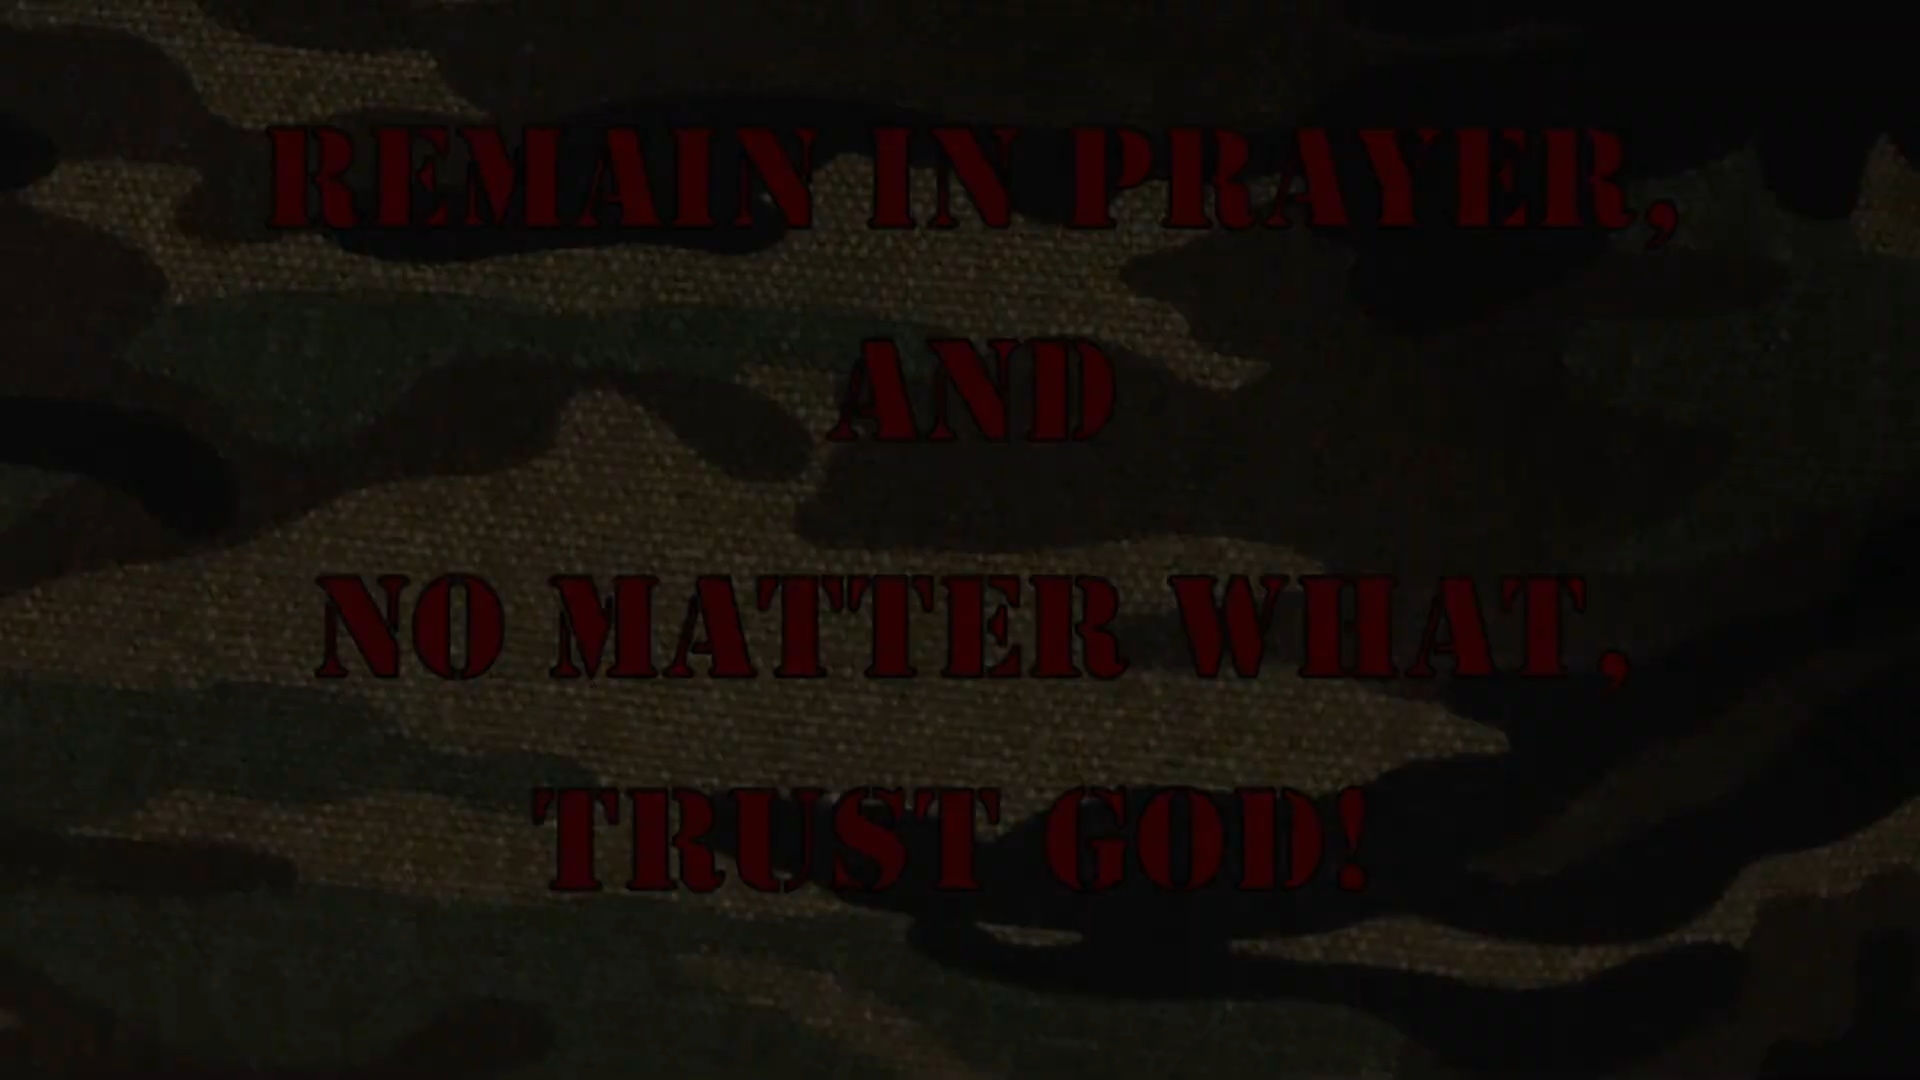 REMAIN IN PRAYER,
AND
NO MATTER WHAT,
TRUST GOD!